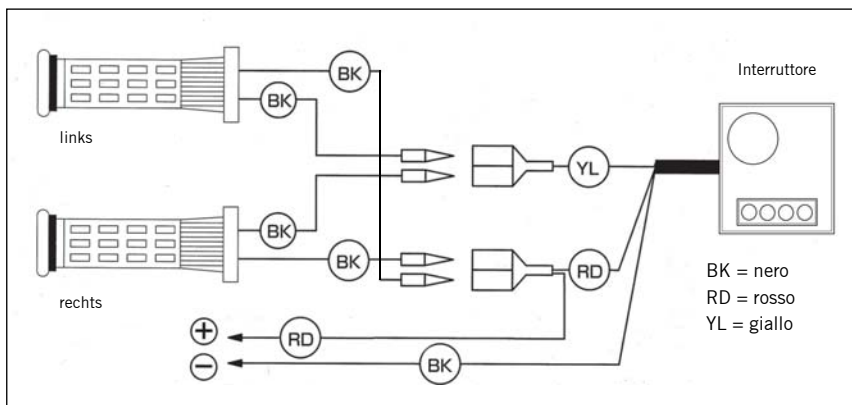 BK
BK
Interruttore
links
YL
BK
BK
RD
rechts
BK = nero
RD = rosso
YL = giallo
+
RD
−
BK